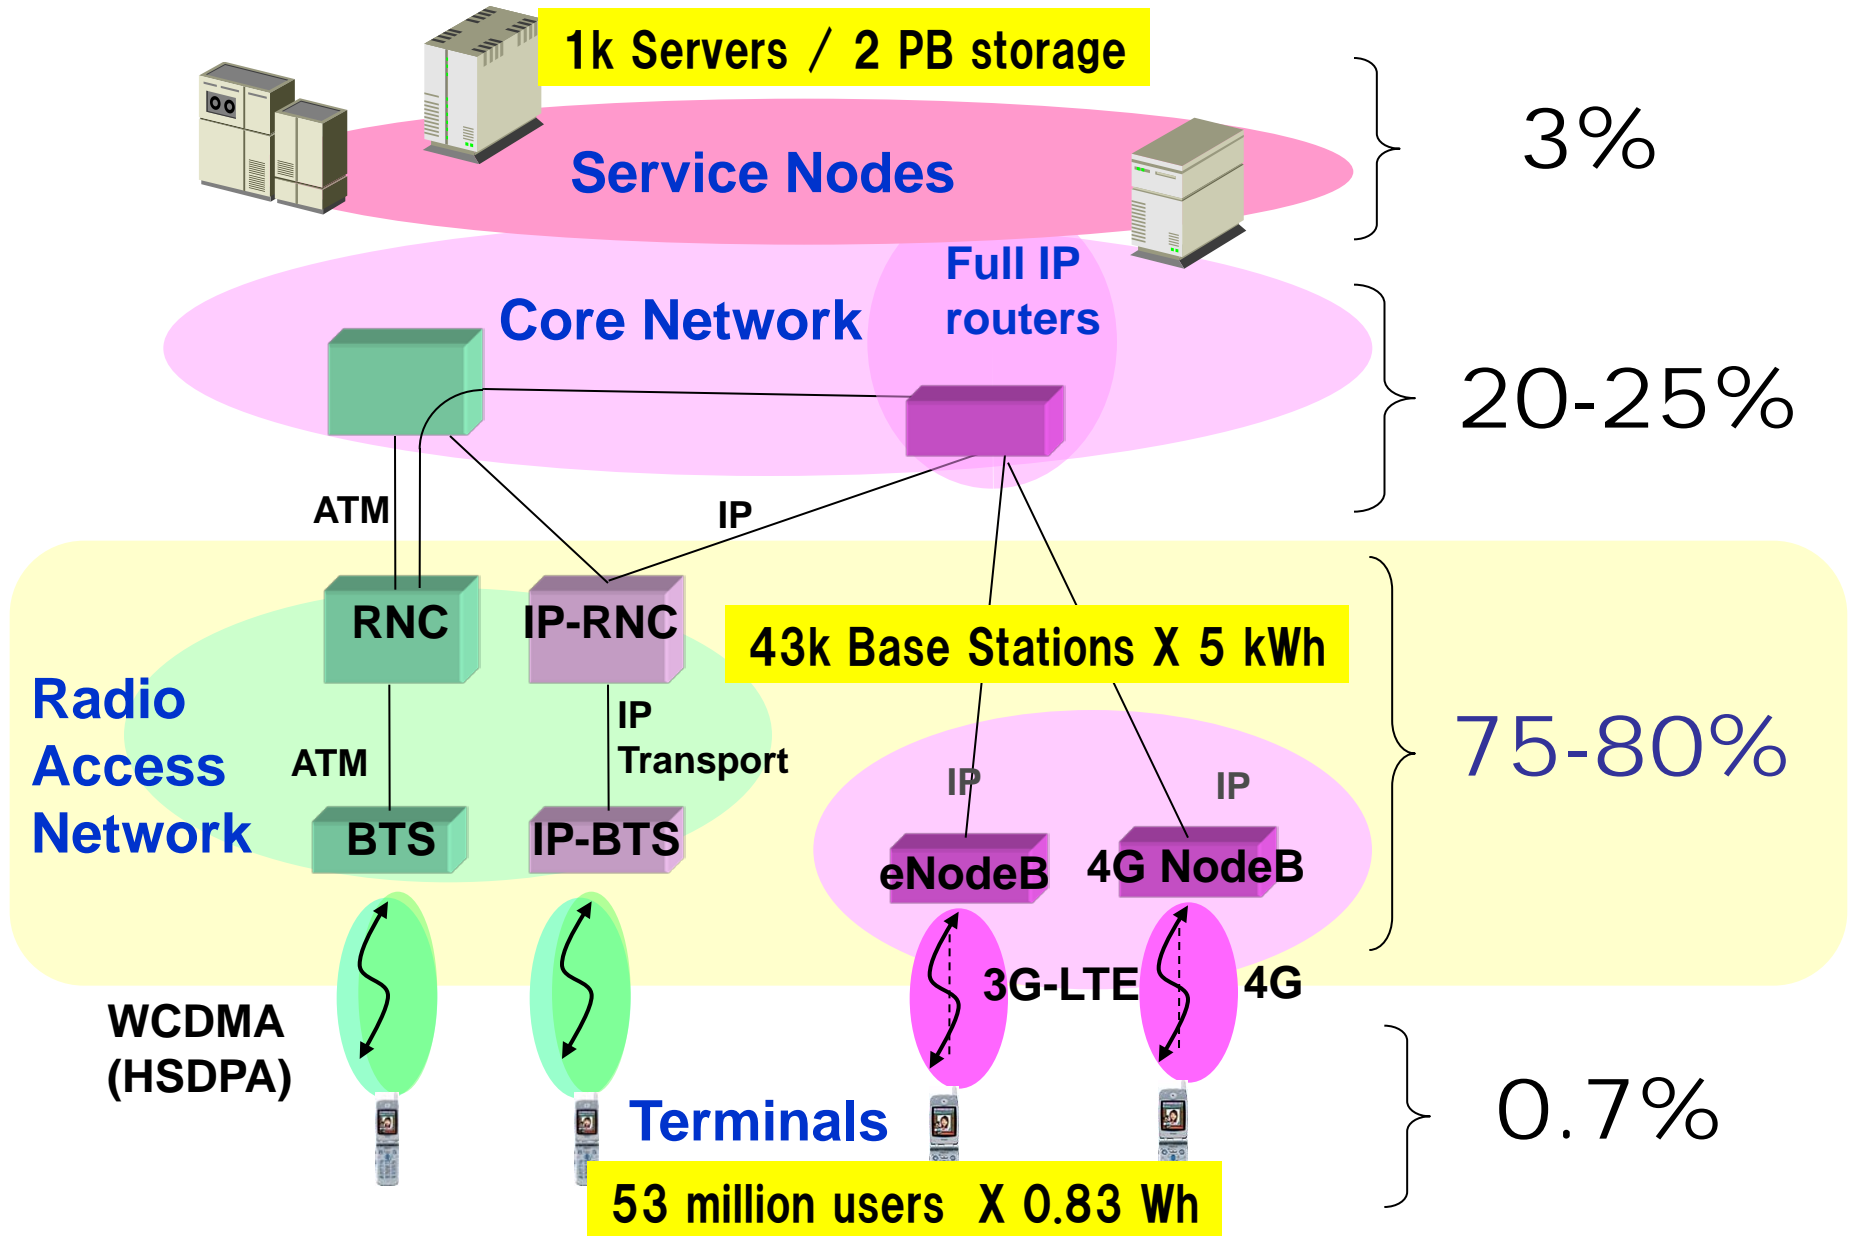 1k Servers / 2 PB storage
3%
Service Nodes
Full IP
routers
Core Network
20-25%
ATM
IP
RNC
IP-RNC
43k Base Stations X 5 kWh
Radio
Access
Network
IP
Transport
ATM
75-80%
IP
IP
BTS
IP-BTS
eNodeB
4G NodeB
3G-LTE
4G
WCDMA
(HSDPA)
Terminals
0.7%
53 million users X 0.83 Wh